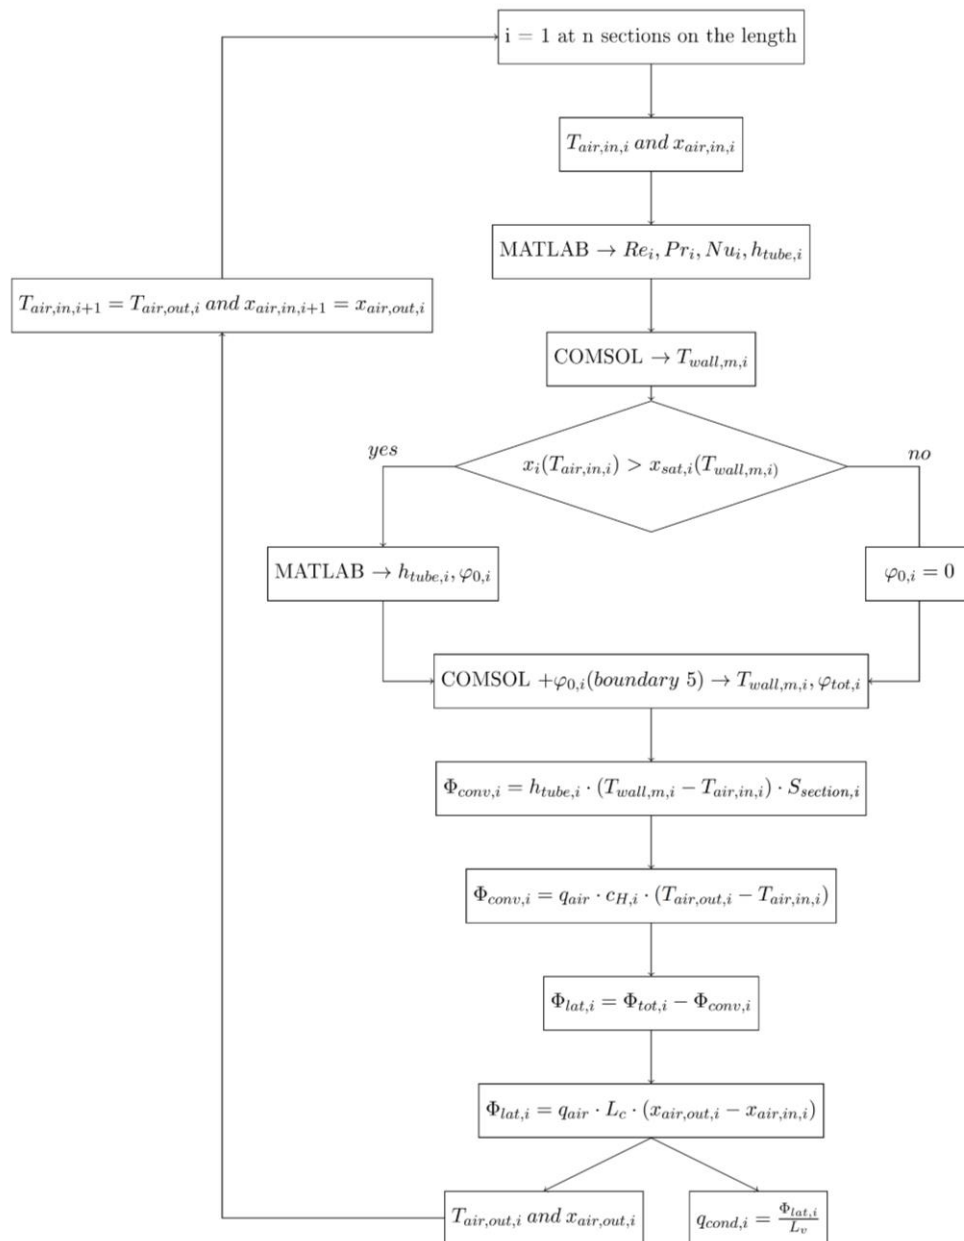 i = 1 at n sections on the length
T_{air,in,i} and x_{air,in,i}
MATLAB → Re_i, Pr_i, Nu_i, h_{tube,i}
T_{air,in,i+1} = T_{air,out,i} and x_{air,in,i+1} = x_{air,out,i}
COMSOL → T_{wall,m,i}
yes
x_i(T_{air,in,i}) > x_{sat,i}(T_{wall,m,i})
no
MATLAB → h_{tube,i}, φ_{0,i}
φ_{0,i} = 0
COMSOL +φ_{0,i}(boundary 5) → T_{wall,m,i}, φ_{tot,i}
Φ_{conv,i} = h_{tube,i} · (T_{wall,m,i} − T_{air,in,i}) · S_{section,i}
Φ_{conv,i} = q_{air} · c_{H,i} · (T_{air,out,i} − T_{air,in,i})
Φ_{lat,i} = Φ_{tot,i} − Φ_{conv,i}
Φ_{lat,i} = q_{air} · L_c · (x_{air,out,i} − x_{air,in,i})
T_{air,out,i} and x_{air,out,i}
q_{cond,i} = \frac{Φ_{lat,i}}{L_v}